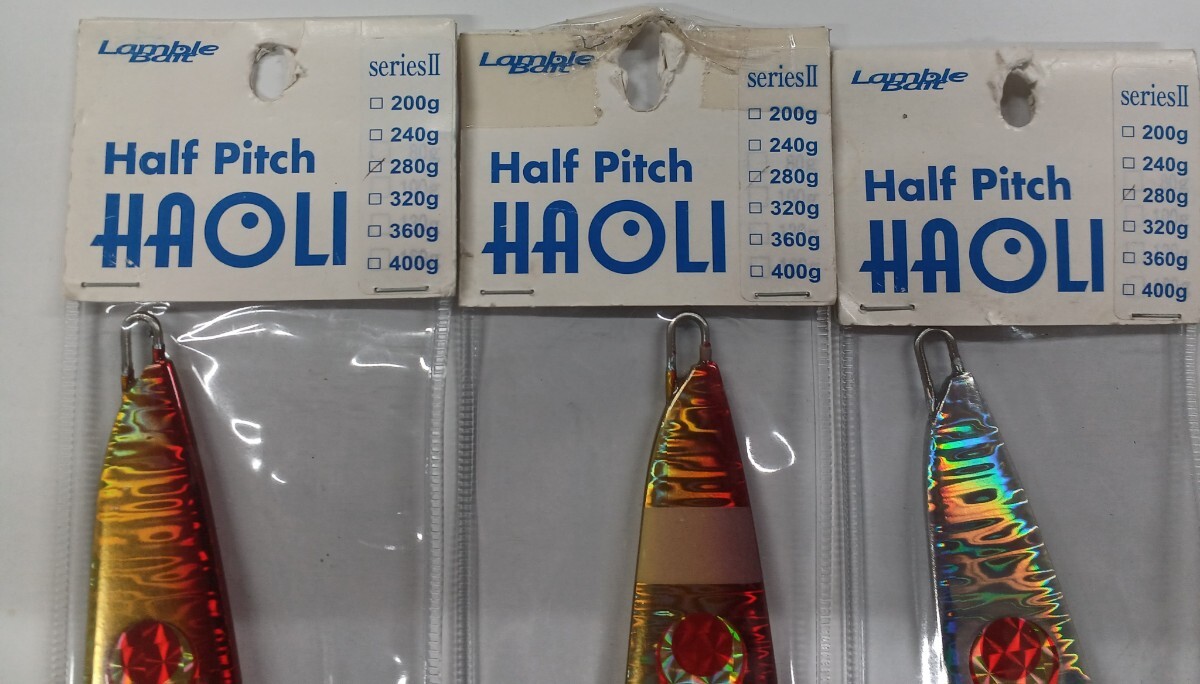 Lamble
Bait
seriesII
☐ 200g
☐ 240g
☑ 280g
☐ 320g
☐ 360g
☐ 400g
Half Pitch
HAOLI
Lamble
Bait
seriesII
☐ 200g
☐ 240g
☑ 280g
☐ 320g
☐ 360g
☐ 400g
Half Pitch
HAOLI
Lamble
Bait
seriesII
☐ 200g
☐ 240g
☑ 280g
☐ 320g
☐ 360g
☐ 400g
Half Pitch
HAOLI